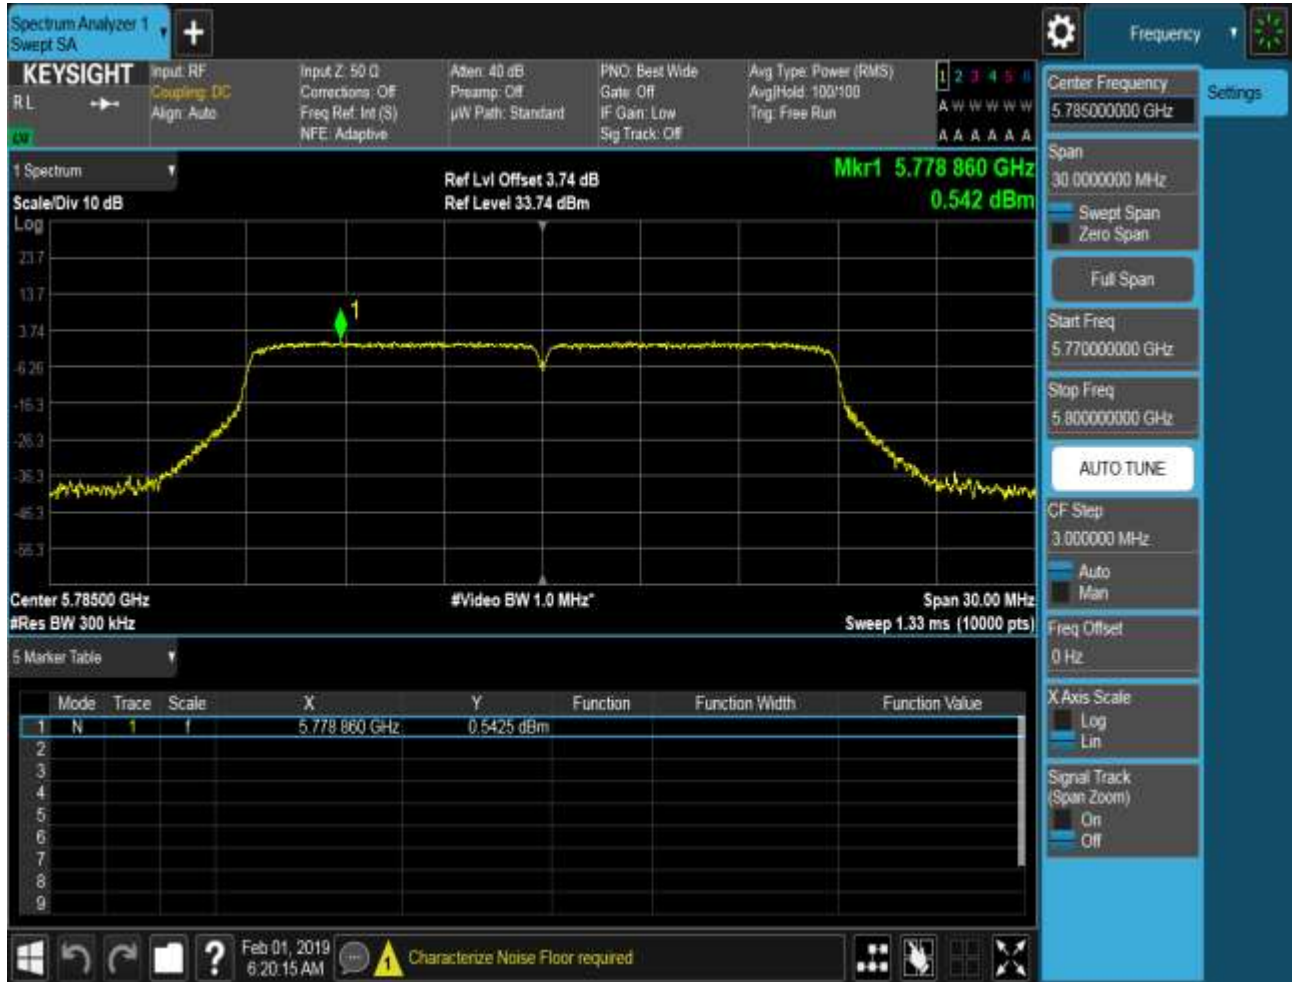 Spectrum Analyzer 1
Swept SA
+
Frequency
KEYSIGHT
RL
Input: RF
Coupling: DC
Align: Auto
Input Z: 50 Ω
Corrections: Off
Freq Ref: Int (S)
NFE: Adaptive
Atten: 40 dB
Preamp: Off
µW Path: Standard
PNO: Best Wide
Gate: Off
IF Gain: Low
Sig Track: Off
Avg Type: Power (RMS)
Avg|Hold: 100/100
Trig: Free Run
1 2 3 4 5 6
A W W W W W
A A A A A A
1 Spectrum
Scale/Div 10 dB
Ref Lvl Offset 3.74 dB
Ref Level 33.74 dBm
Mkr1 5.778 860 GHz
0.542 dBm
Log
23.7
13.7
3.74
-6.26
-16.3
-26.3
-36.3
-46.3
-56.3
1
Center 5.78500 GHz
#Res BW 300 kHz
#Video BW 1.0 MHz*
Span 30.00 MHz
Sweep 1.33 ms (10000 pts)
5 Marker Table
Mode Trace Scale X Y Function Function Width Function Value
1 N 1 f 5.778 860 GHz 0.5425 dBm
2
3
4
5
6
7
8
9
Feb 01, 2019
6:20:15 AM
?
1
Characterize Noise Floor required
Settings
Center Frequency
5.785000000 GHz
Span
30.0000000 MHz
Swept Span
Zero Span
Full Span
Start Freq
5.770000000 GHz
Stop Freq
5.800000000 GHz
AUTO TUNE
CF Step
3.000000 MHz
Auto
Man
Freq Offset
0 Hz
X Axis Scale
Log
Lin
Signal Track
(Span Zoom)
On
Off